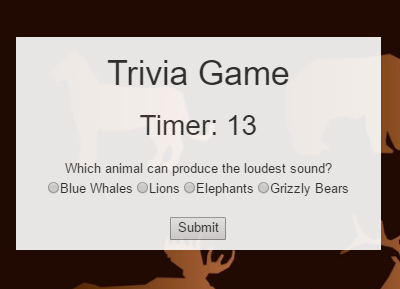 Trivia Game
Timer: 13
Which animal can produce the loudest sound?
Blue Whales Lions Elephants Grizzly Bears
Submit